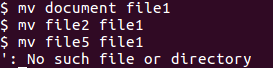 $ mv document file1
$ mv file2 file1
$ mv file5 file1
': No such file or directory